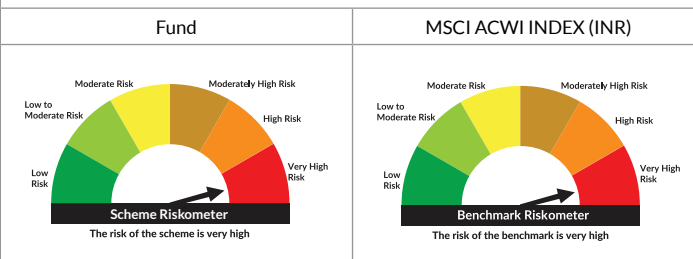 Fund
MSCI ACWI INDEX (INR)
Moderate Risk
Moderately High Risk
Low to
Moderate Risk
High Risk
Low
Risk
Very High
Risk
Scheme Riskometer
The risk of the scheme is very high
Moderate Risk
Moderately High Risk
Low to
Moderate Risk
High Risk
Low
Risk
Very High
Risk
Benchmark Riskometer
The risk of the benchmark is very high